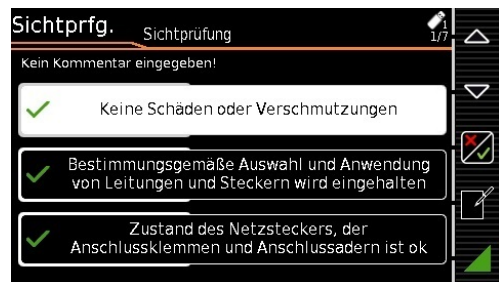 Sichtprfg.
Sichtprüfung
1
1/7
Kein Kommentar eingegeben!
Keine Schäden oder Verschmutzungen
Bestimmungsgemäße Auswahl und Anwendung
von Leitungen und Steckern wird eingehalten
Zustand des Netzsteckers, der
Anschlussklemmen und Anschlussadern ist ok